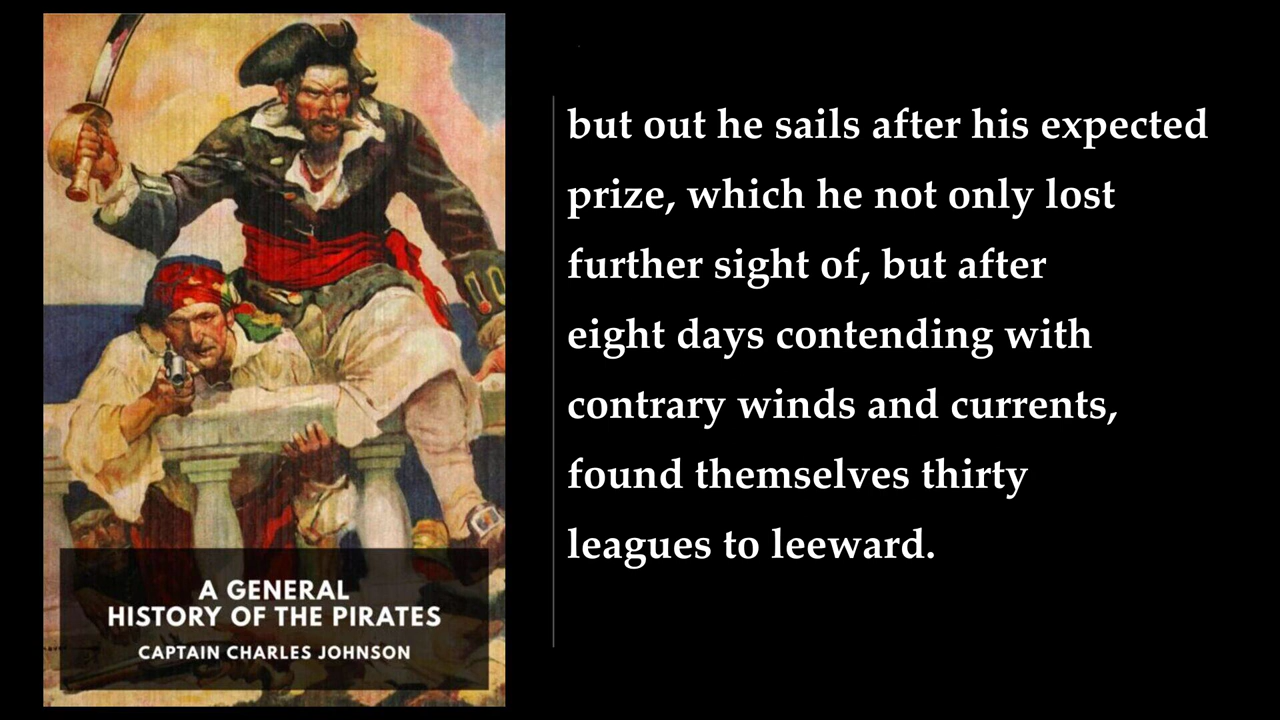 but out he sails after his expected
prize, which he not only lost
further sight of, but after
eight days contending with
contrary winds and currents,
found themselves thirty
leagues to leeward.
A GENERAL
HISTORY OF THE PIRATES
CAPTAIN CHARLES JOHNSON